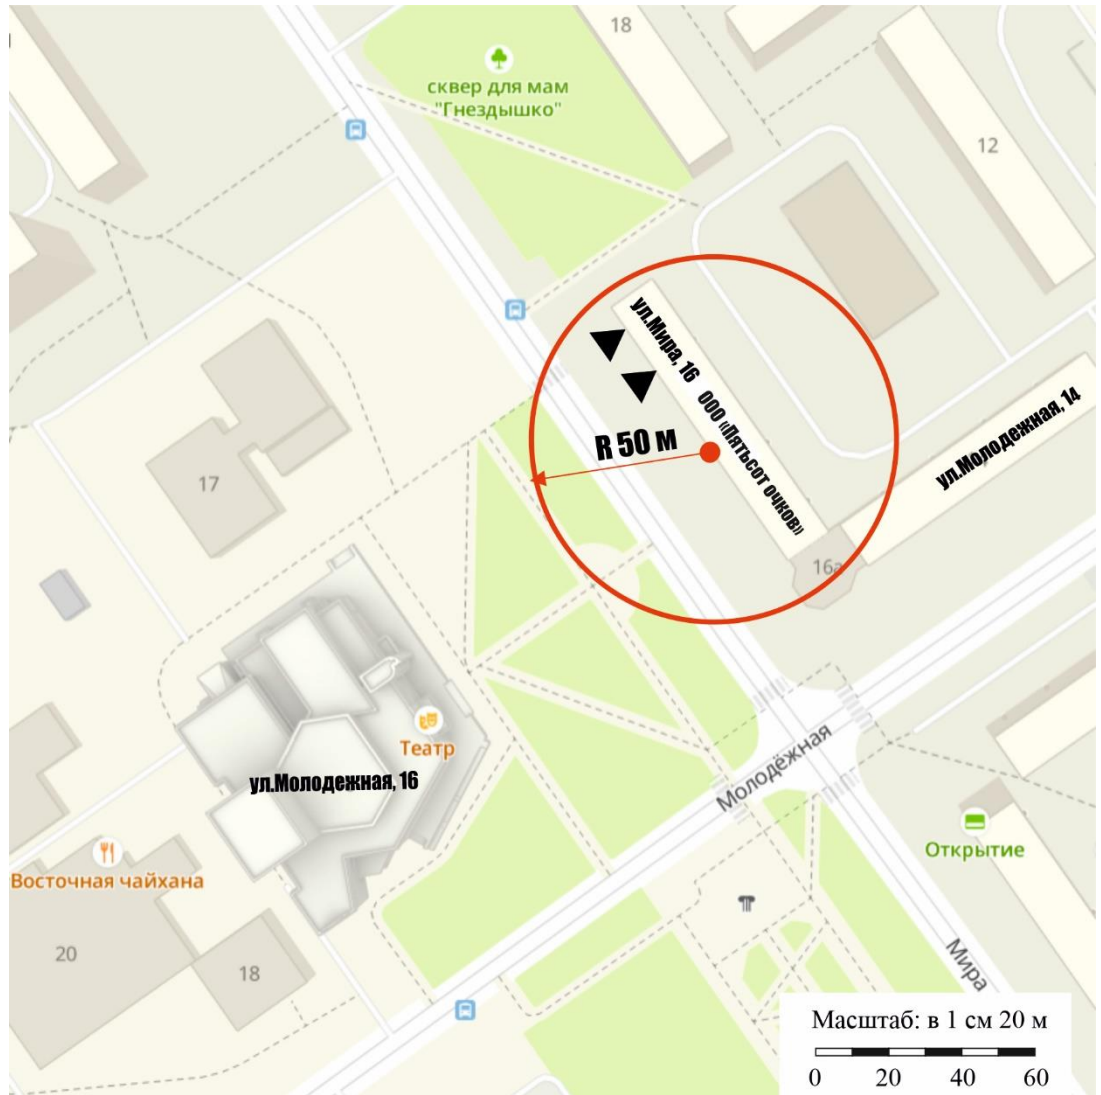 18
сквер для мам
"Гнездышко"
12
ул.Мира, 16 ООО «Пятьсот очков»
R 50 м
ул.Молодежная, 14
17
16а
Театр
ул.Молодежная, 16
Молодёжная
Открытие
Восточная чайхана
20
18
Мира
Масштаб: в 1 см 20 м
0 20 40 60